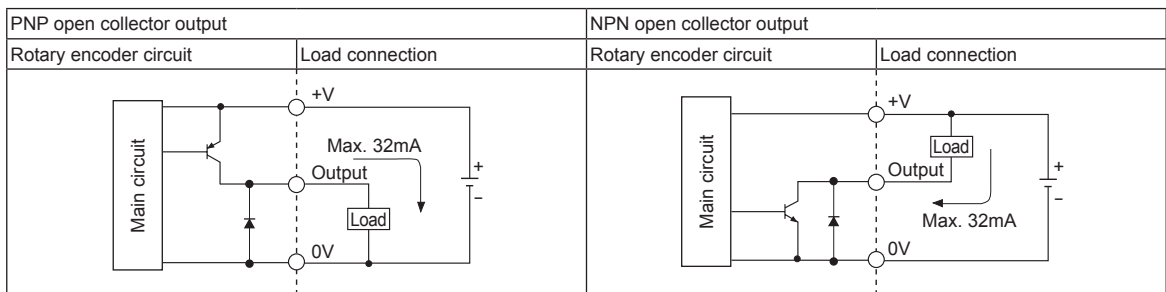 PNP open collector output
Rotary encoder circuit
Load connection
Main circuit
+V
Max. 32mA
Output
Load
0V
+
−
NPN open collector output
Rotary encoder circuit
Load connection
Main circuit
+V
Load
Output
Max. 32mA
0V
+
−